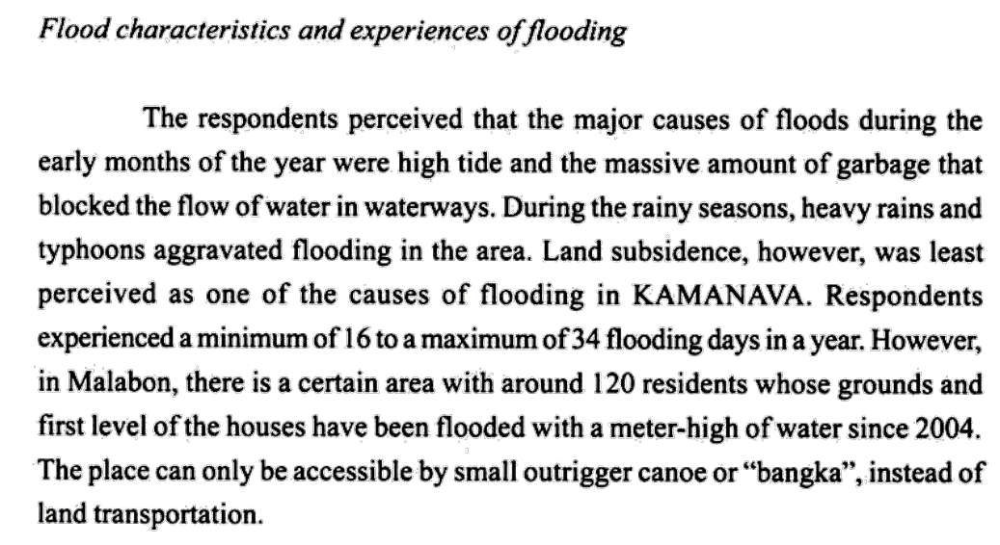 Flood characteristics and experiences of flooding
The respondents perceived that the major causes of floods during the
early months of the year were high tide and the massive amount of garbage that
blocked the flow of water in waterways. During the rainy seasons, heavy rains and
typhoons aggravated flooding in the area. Land subsidence, however, was least
perceived as one of the causes of flooding in KAMANAVA. Respondents
experienced a minimum of 16 to a maximum of 34 flooding days in a year. However,
in Malabon, there is a certain area with around 120 residents whose grounds and
first level of the houses have been flooded with a meter-high of water since 2004.
The place can only be accessible by small outrigger canoe or “bangka”, instead of
land transportation.